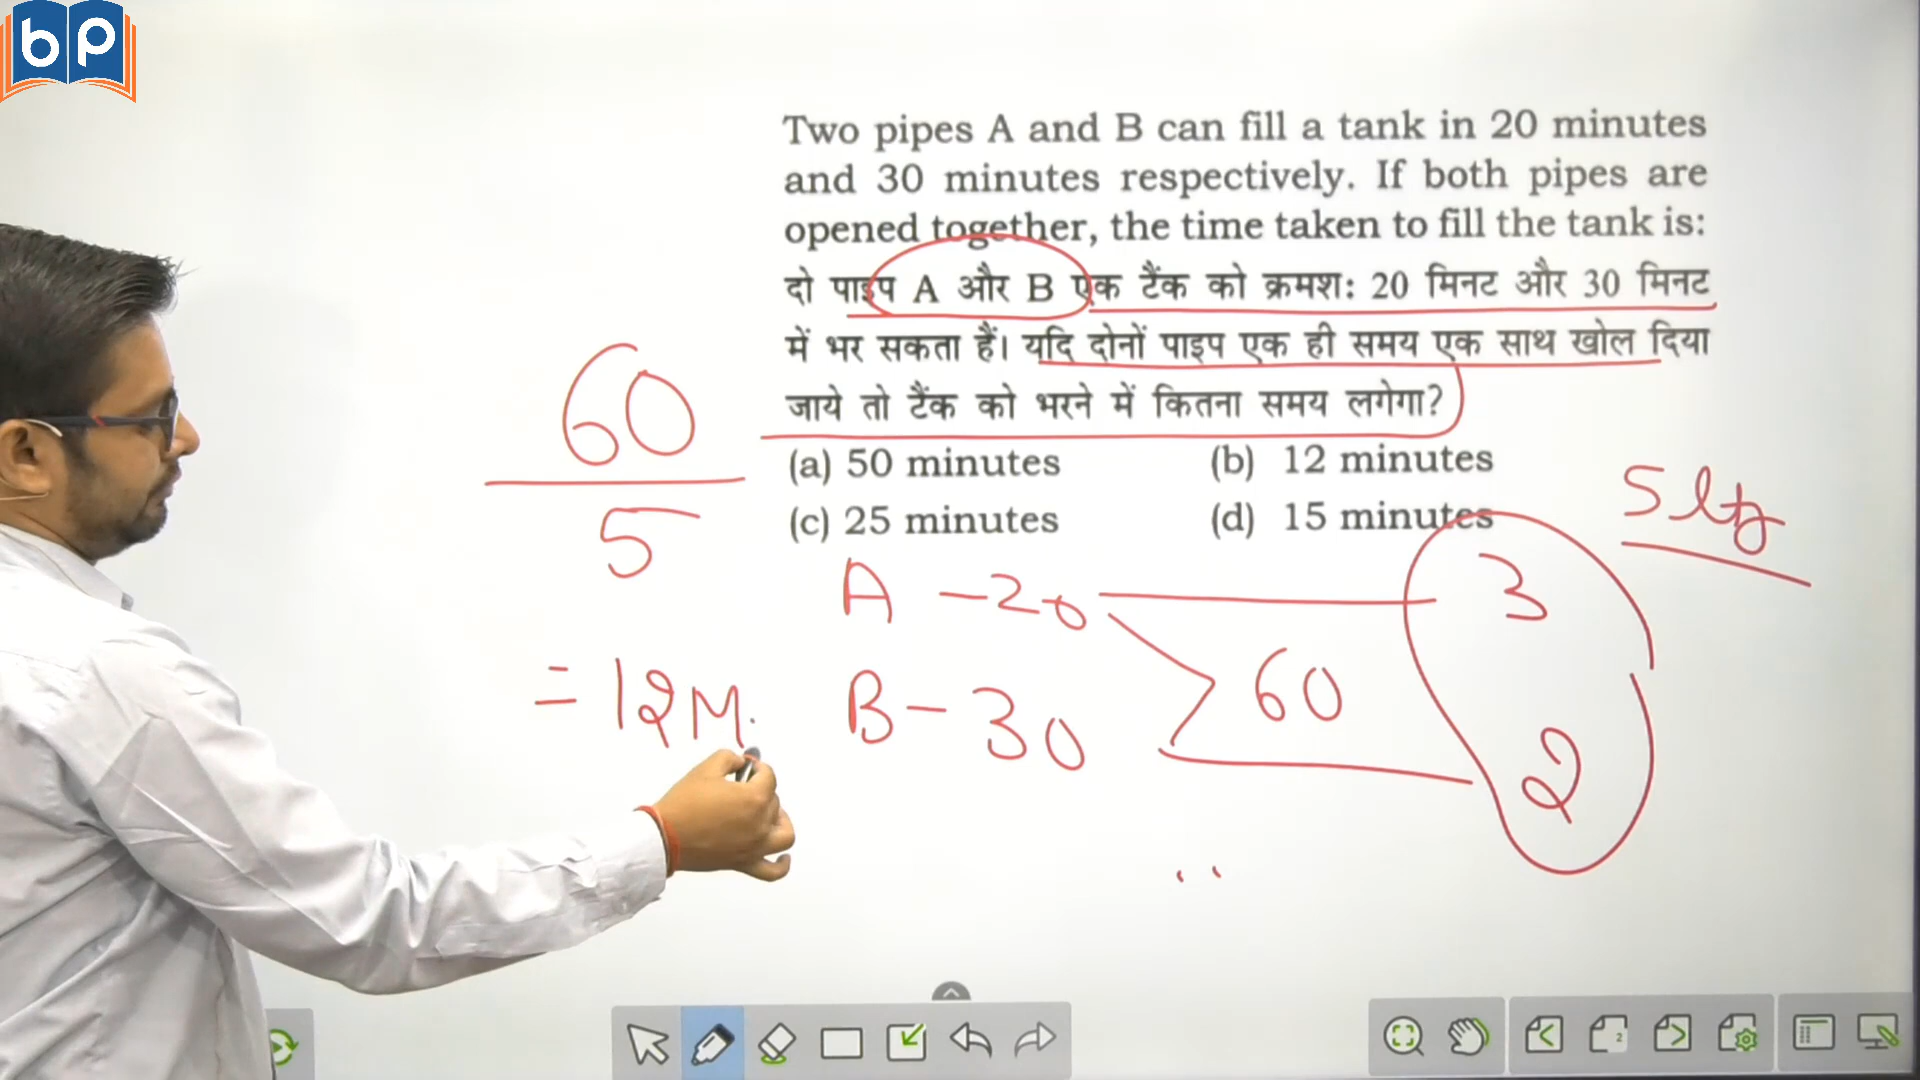 bp
Two pipes A and B can fill a tank in 20 minutes
and 30 minutes respectively. If both pipes are
opened together, the time taken to fill the tank is:
दो पाइप A और B एक टैंक को क्रमशः 20 मिनट और 30 मिनट
में भर सकता हैं। यदि दोनों पाइप एक ही समय एक साथ खोल दिया
जाये तो टैंक को भरने में कितना समय लगेगा?
(a) 50 minutes (b) 12 minutes
(c) 25 minutes (d) 15 minutes
60
5
= 12 M.
A - 20
B - 30
60
3
2
5 ltr
2